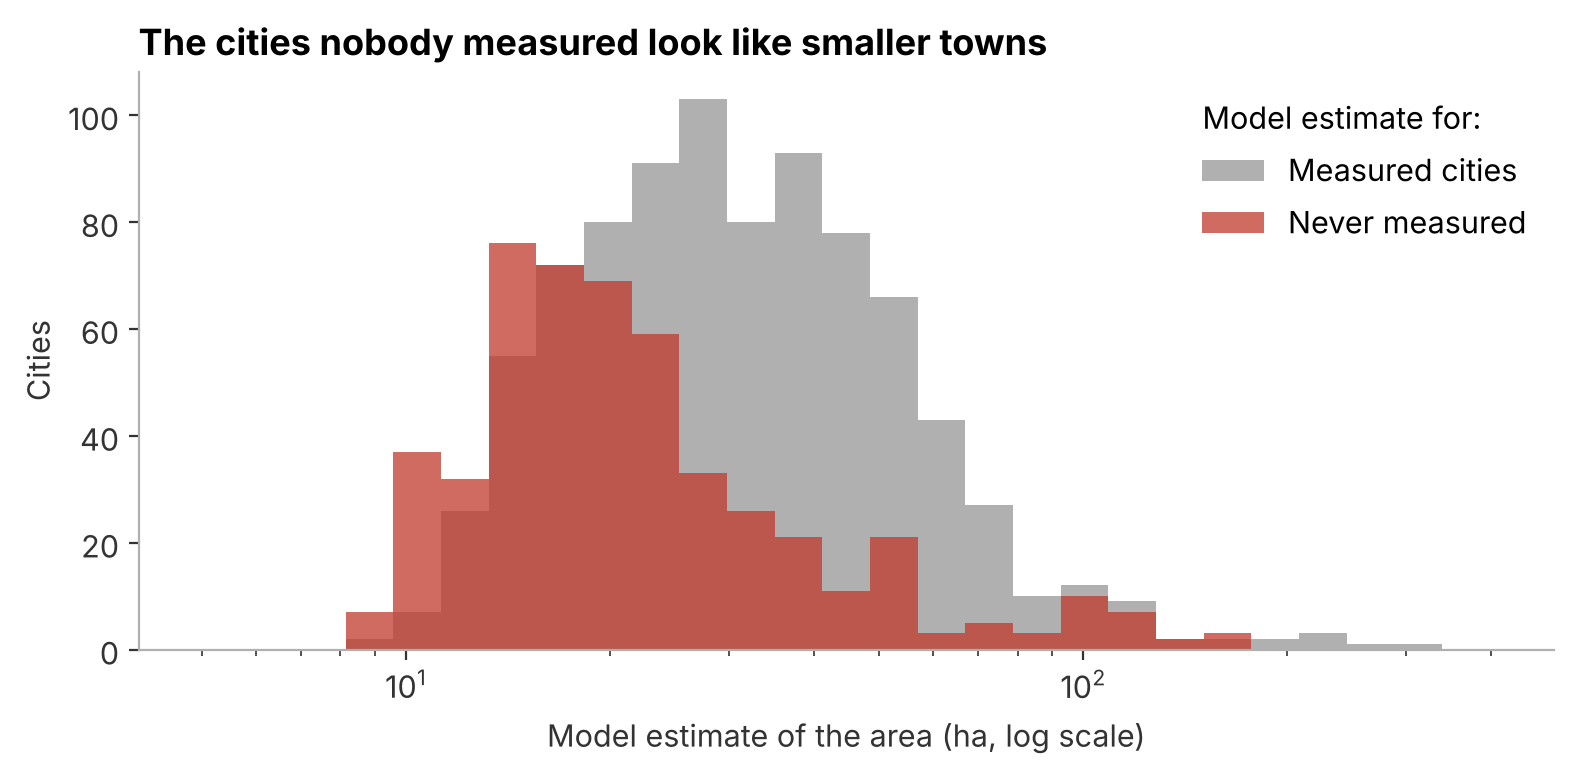 The cities nobody measured look like smaller towns
Model estimate for:
Measured cities
Never measured
Cities
100
80
60
40
20
0
10¹
10²
Model estimate of the area (ha, log scale)